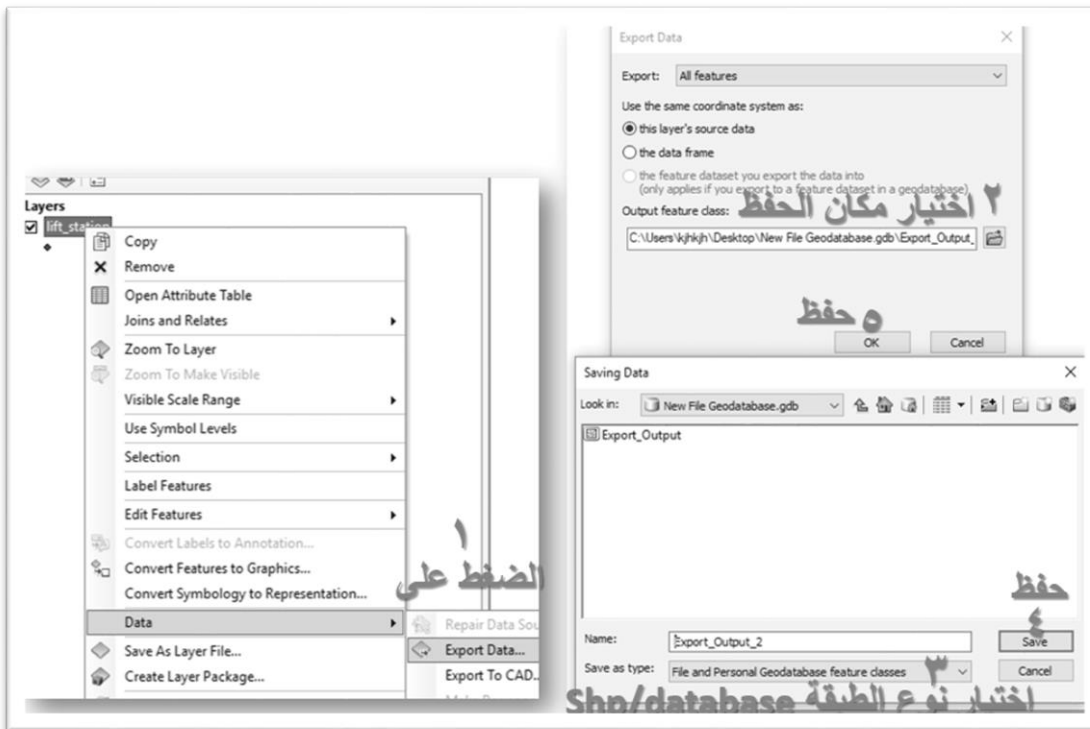 Layers
lift_station
Copy
Remove
Open Attribute Table
Joins and Relates
Zoom To Layer
Zoom To Make Visible
Visible Scale Range
Use Symbol Levels
Selection
Label Features
Edit Features
Convert Labels to Annotation...
Convert Features to Graphics...
Convert Symbology to Representation...
Data
Save As Layer File...
Create Layer Package...
١
الضغط على
Repair Data Sou
Export Data...
Export To CAD..
Export Data
Export: All features
Use the same coordinate system as:
this layer's source data
the data frame
the feature dataset you export the data into
(only applies if you export to a feature dataset in a geodatabase)
٢ اختيار مكان الحفظ
Output feature class:
C:\Users\kjhkjh\Desktop\New File Geodatabase.gdb\Export_Output_
٥ حفظ
OK Cancel
Saving Data
Look in: New File Geodatabase.gdb
Export_Output
حفظ
٤
Name: Export_Output_2 Save
٣
Save as type: File and Personal Geodatabase feature classes Cancel
اختيار نوع الطبقة Shp/database